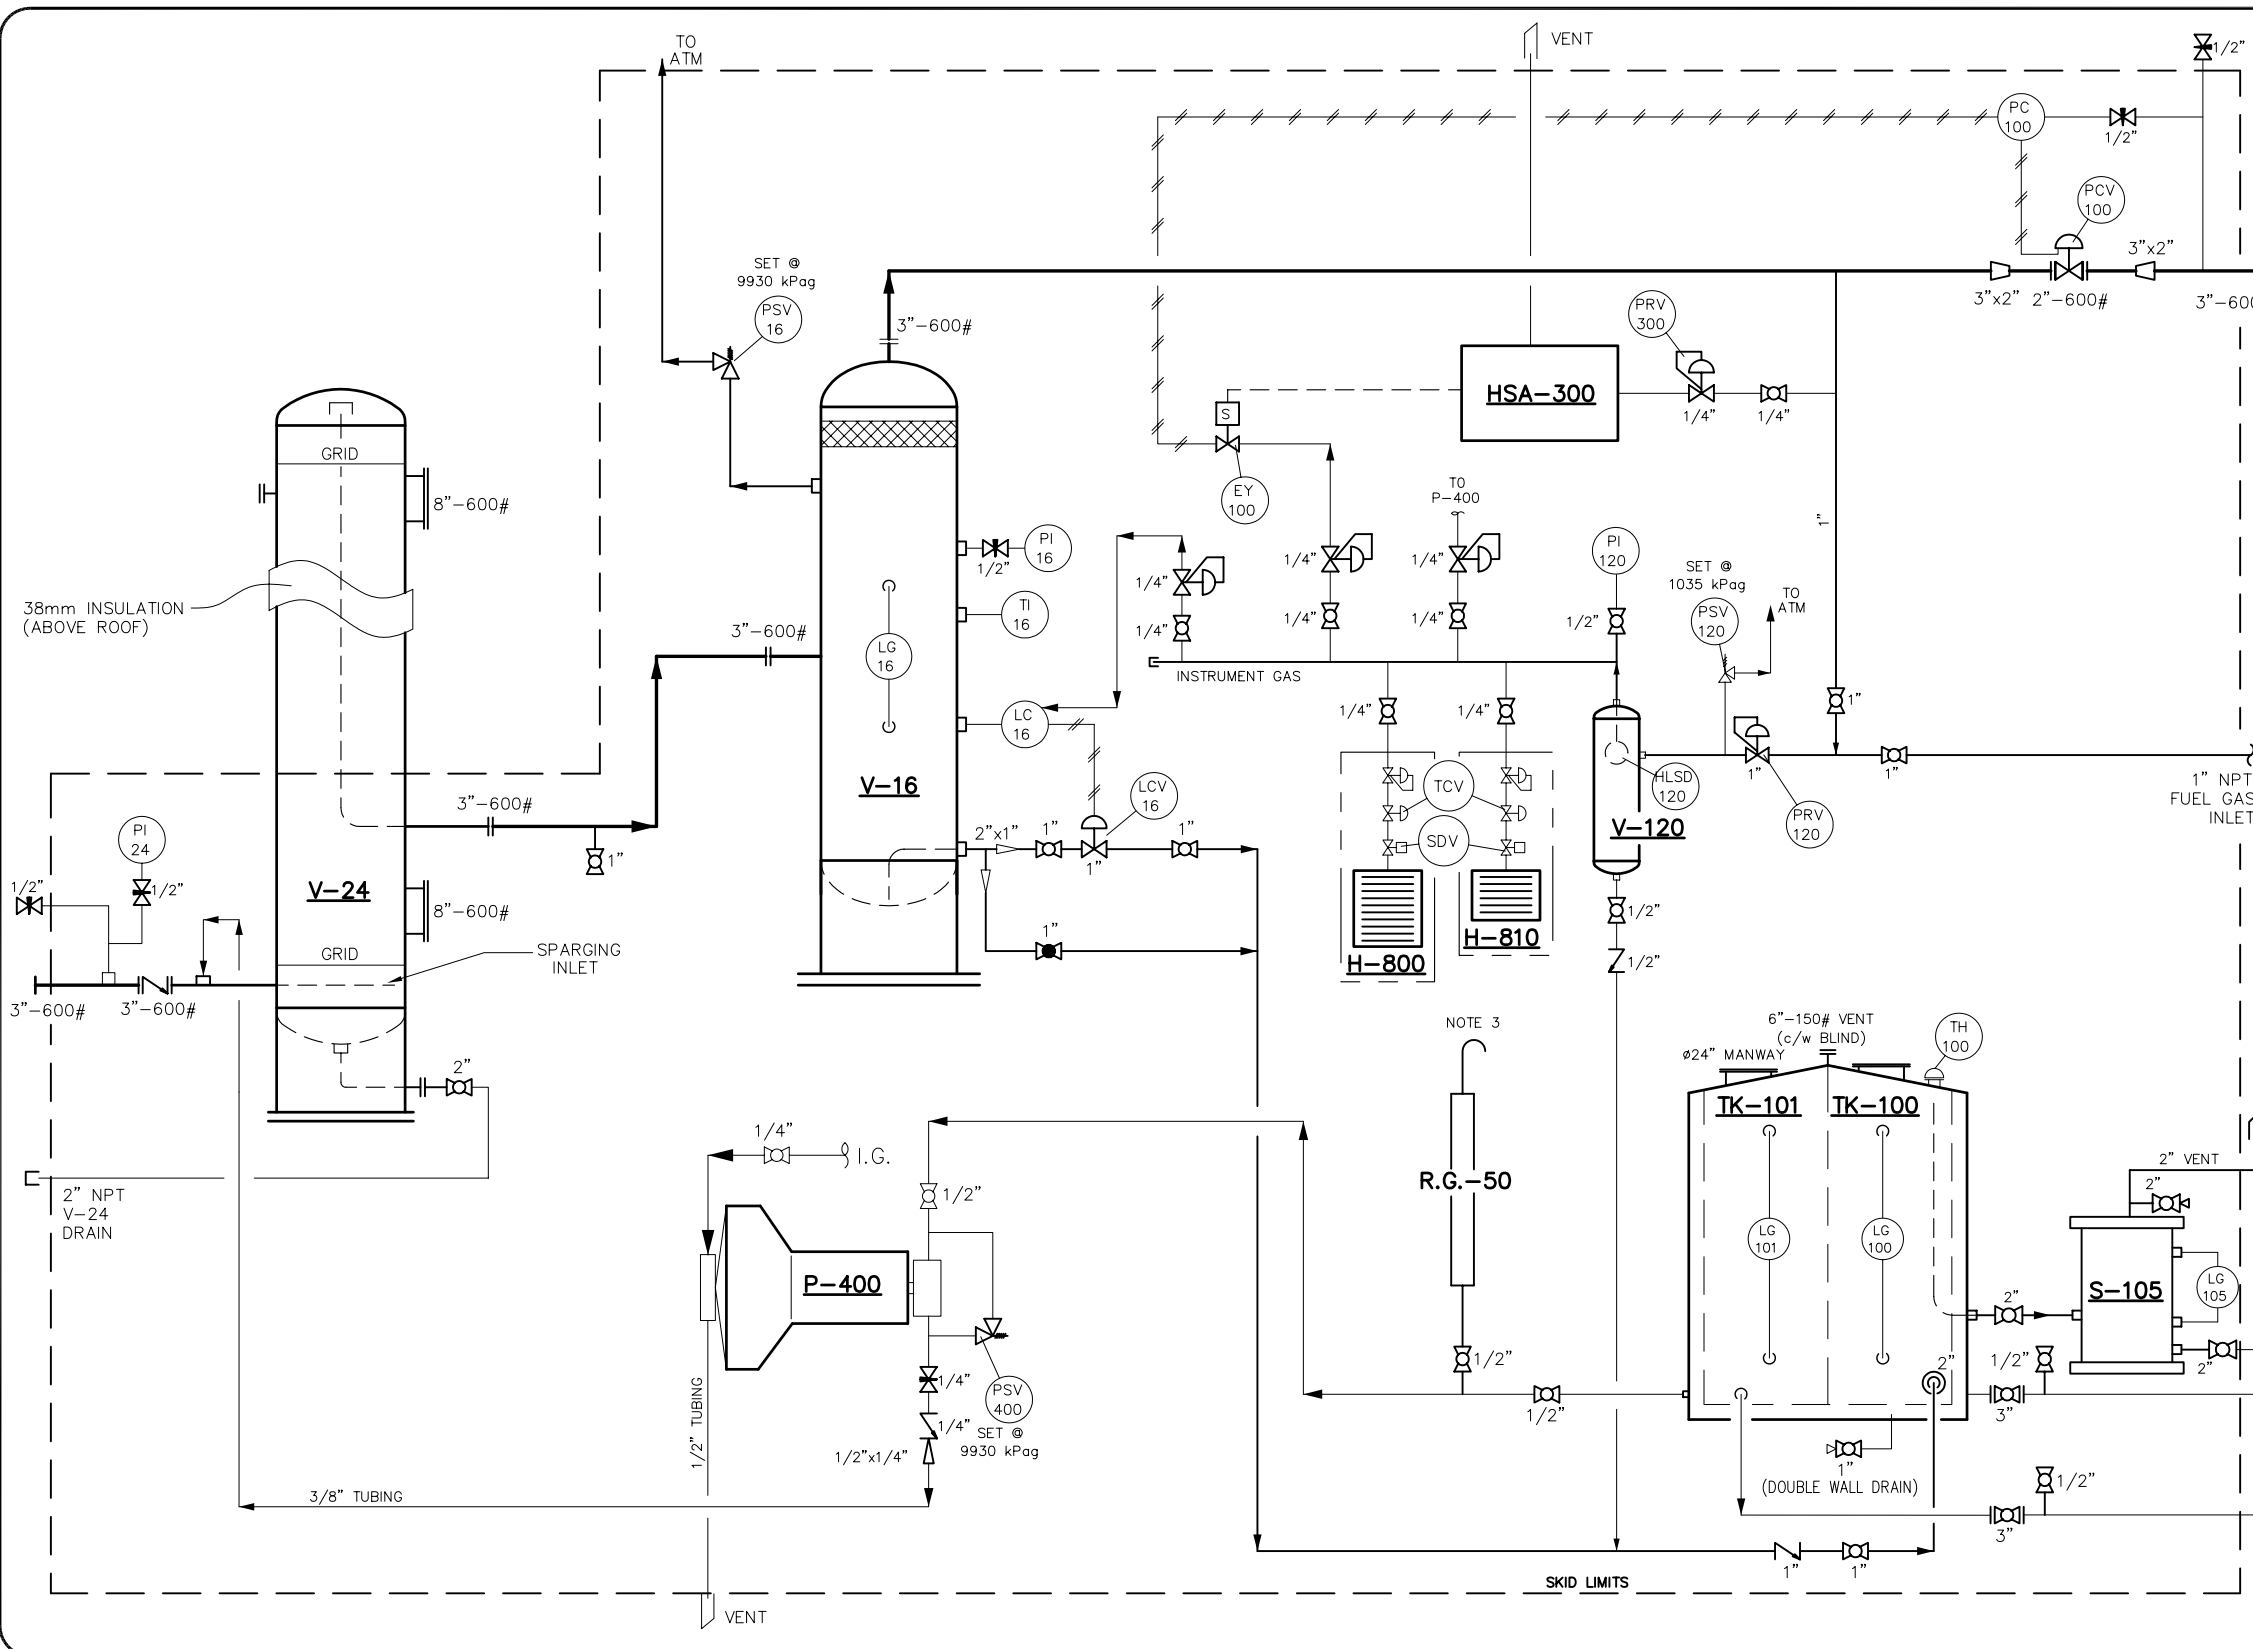 TO
ATM
VENT
1/2"
PC
100
1/2"
PCV
100
3"x2"
3"x2"
2"-600#
SET @
9930 kPag
PSV
16
3"-600#
PRV
300
HSA-300
1/4"
1/4"
S
EY
100
TO
P-400
GRID
8"-600#
38mm INSULATION
(ABOVE ROOF)
3"-600#
PI
16
1/2"
TI
16
LG
16
LC
16
V-16
1/4"
1/4"
1/4"
1/4"
1/4"
1/4"
INSTRUMENT GAS
PI
120
1/2"
SET @
1035 kPag
PSV
120
TO
ATM
1"
1"
1/4"
1/4"
TCV
SDV
HLSD
120
V-120
1"
PRV
120
1"
1" NPT
FUEL GAS
INLET
PI
24
1/2"
1/2"
V-24
3"-600#
1"
8"-600#
GRID
SPARGING
INLET
3"-600#
3"-600#
2"x1"
1"
LCV
16
1"
1"
1"
H-800
H-810
1/2"
1/2"
2"
2" NPT
V-24
DRAIN
1/4"
I.G.
1/2"
P-400
1/2" TUBING
1/4"
1/4"
1/2"x1/4"
PSV
400
SET @
9930 kPag
3/8" TUBING
VENT
NOTE 3
R.G.-50
1/2"
1/2"
6"-150# VENT
(c/w BLIND)
ø24" MANWAY
TH
100
TK-101
TK-100
LG
101
LG
100
2"
1"
(DOUBLE WALL DRAIN)
2" VENT
2"
S-105
LG
105
2"
2"
1/2"
3"
1/2"
3"
1"
1"
SKID LIMITS